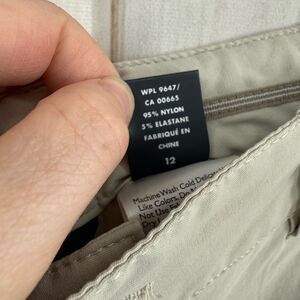 WPL 9647/
CA 00665
95% NYLON
5% ELASTANE
FABRIQUÉ EN
CHINE
12
Machine Wash Cold
Like Colors.
Not Use
Dry